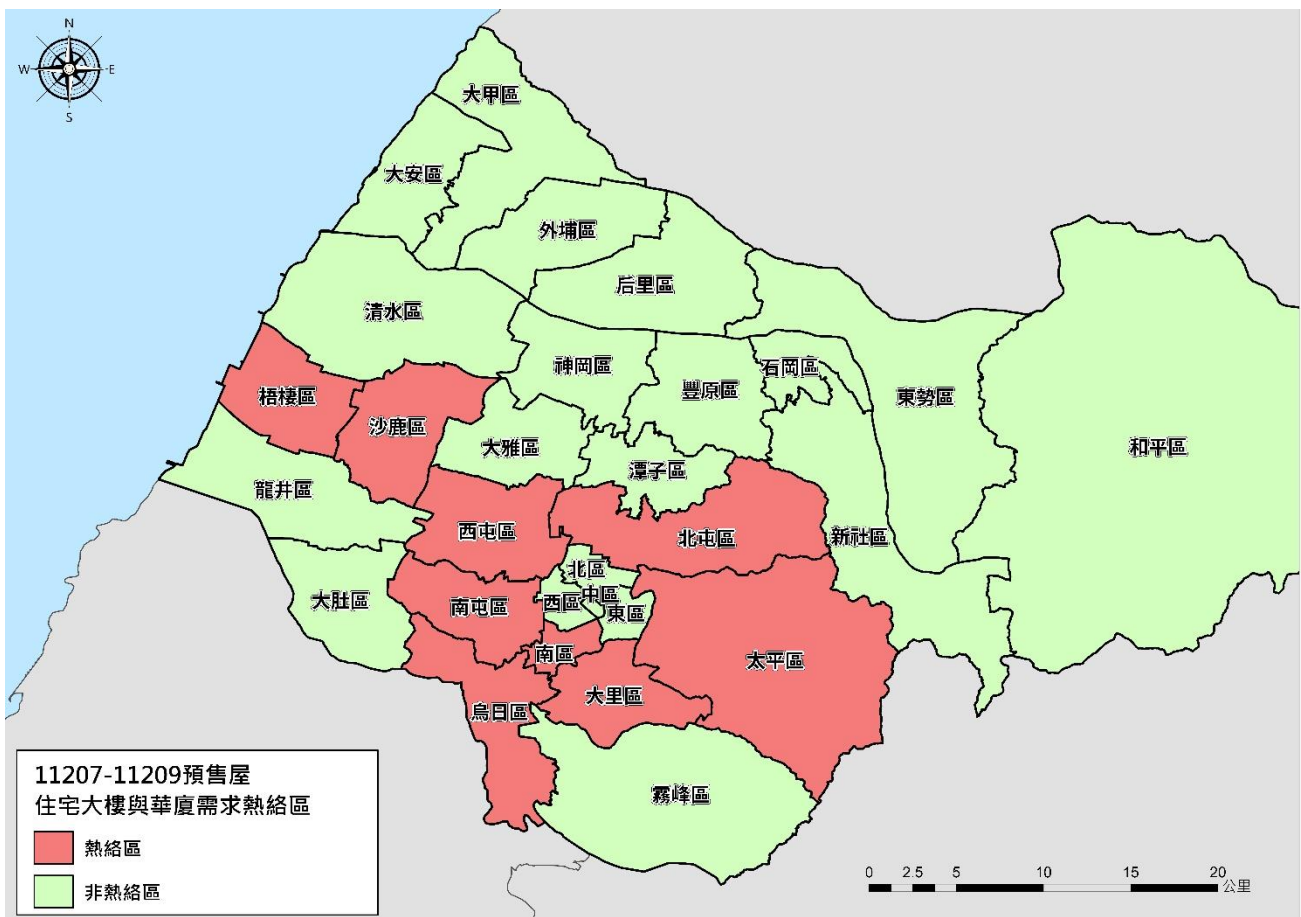 N
W
E
S
大甲區
大安區
外埔區
后里區
清水區
神岡區
豐原區
石岡區
東勢區
和平區
梧棲區
沙鹿區
大雅區
潭子區
龍井區
西屯區
北屯區
新社區
北區
大肚區
南屯區
西區
中區
東區
南區
太平區
大里區
烏日區
霧峰區
11207-11209預售屋
住宅大樓與華廈需求熱絡區
熱絡區
非熱絡區
0 2.5 5 10 15 20
公里